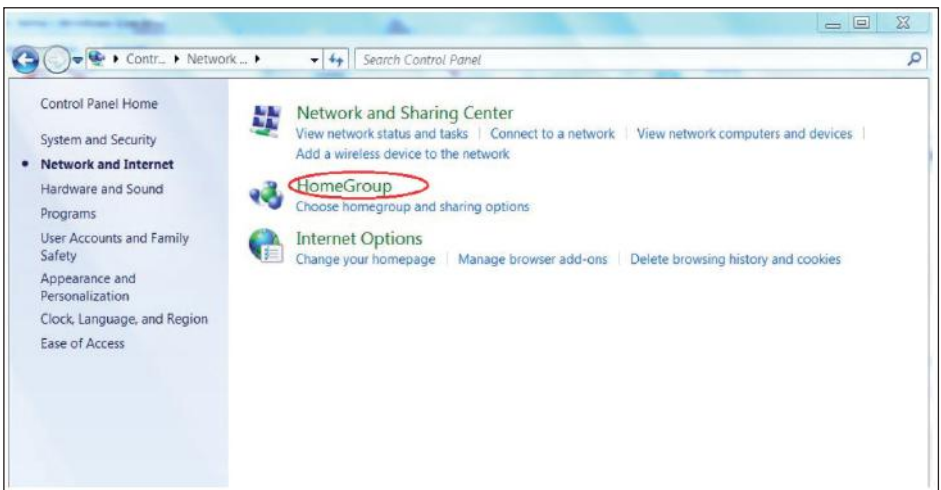 Contr... Network ... Search Control Panel
Control Panel Home
System and Security
Network and Internet
Hardware and Sound
Programs
User Accounts and Family
Safety
Appearance and
Personalization
Clock, Language, and Region
Ease of Access
Network and Sharing Center
View network status and tasks Connect to a network View network computers and devices
Add a wireless device to the network
HomeGroup
Choose homegroup and sharing options
Internet Options
Change your homepage Manage browser add-ons Delete browsing history and cookies